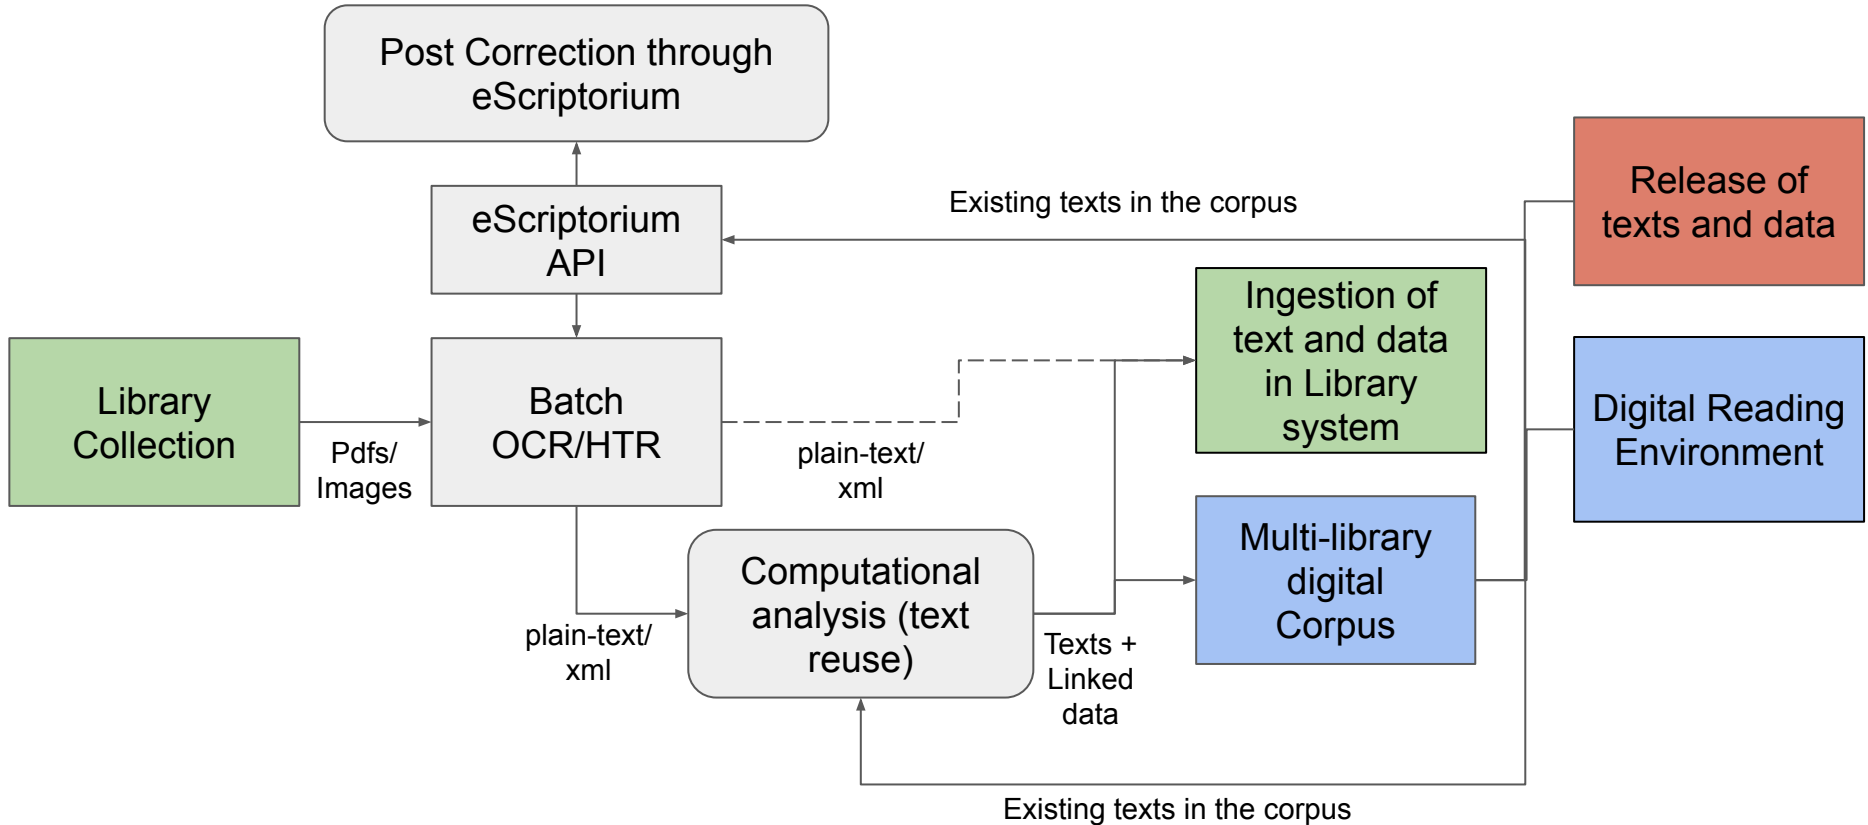 Post Correction through
eScriptorium
eScriptorium
API
Existing texts in the corpus
Release of
texts and data
Library
Collection
Pdfs/
Images
Batch
OCR/HTR
plain-text/
xml
Ingestion of
text and data
in Library
system
Digital Reading
Environment
plain-text/
xml
Computational
analysis (text
reuse)
Texts +
Linked
data
Multi-library
digital
Corpus
Existing texts in the corpus